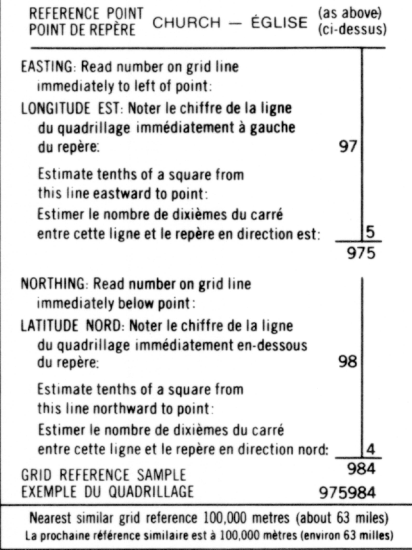 REFERENCE POINT CHURCH — ÉGLISE (as above)
POINT DE REPÈRE (ci-dessus)
EASTING: Read number on grid line
immediately to left of point:
LONGITUDE EST: Noter le chiffre de la ligne
du quadrillage immédiatement à gauche
du repère: 97
Estimate tenths of a square from
this line eastward to point:
Estimer le nombre de dixièmes du carré
entre cette ligne et le repère en direction est: 5
975
NORTHING: Read number on grid line
immediately below point:
LATITUDE NORD: Noter le chiffre de la ligne
du quadrillage immédiatement en-dessous
du repère: 98
Estimate tenths of a square from
this line northward to point:
Estimer le nombre de dixièmes du carré
entre cette ligne et le repère en direction nord: 4
984
GRID REFERENCE SAMPLE
EXEMPLE DU QUADRILLAGE 975984
Nearest similar grid reference 100,000 metres (about 63 miles)
La prochaine référence similaire est à 100,000 mètres (environ 63 milles)